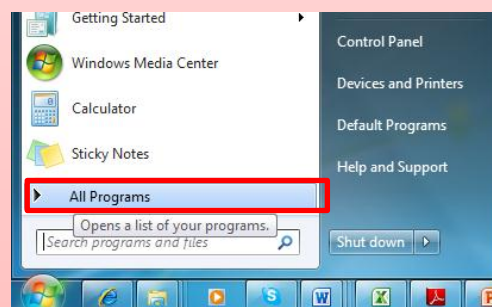 Getting Started
Windows Media Center
Calculator
Sticky Notes
All Programs
Opens a list of your programs.
Search programs and files
Control Panel
Devices and Printers
Default Programs
Help and Support
Shut down